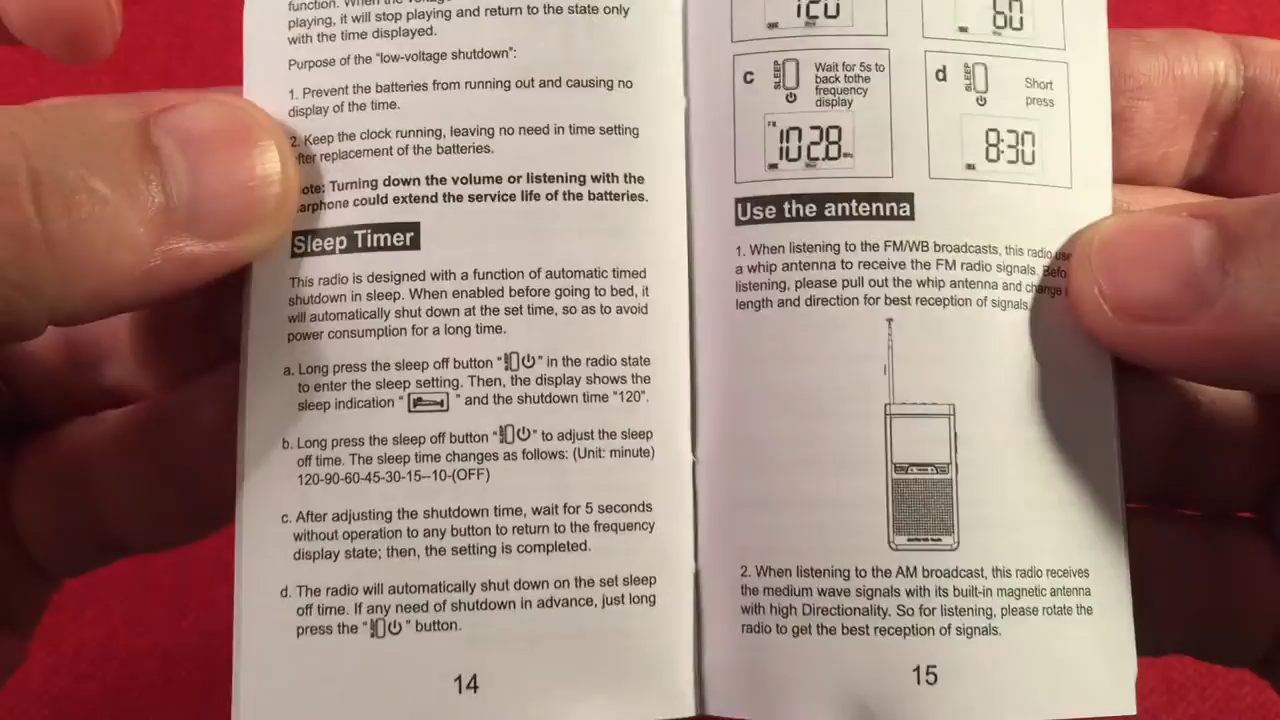 function. When the
playing, it will stop playing and return to the state only
with the time displayed.
Purpose of the “low-voltage shutdown”:
1. Prevent the batteries from running out and causing no
display of the time.
2. Keep the clock running, leaving no need in time setting
fter replacement of the batteries.
ote: Turning down the volume or listening with the
arphone could extend the service life of the batteries.
Sleep Timer
This radio is designed with a function of automatic timed
shutdown in sleep. When enabled before going to bed, it
will automatically shut down at the set time, so as to avoid
power consumption for a long time.
a. Long press the sleep off button “ ” in the radio state
to enter the sleep setting. Then, the display shows the
sleep indication “ ” and the shutdown time "120".
b. Long press the sleep off button “ ” to adjust the sleep
off time. The sleep time changes as follows: (Unit: minute)
120-90-60-45-30-15--10-(OFF)
c. After adjusting the shutdown time, wait for 5 seconds
without operation to any button to return to the frequency
display state; then, the setting is completed.
d. The radio will automatically shut down on the set sleep
off time. If any need of shutdown in advance, just long
press the “ ” button.
14
120
60
c
SLEEP
Wait for 5s to
back tothe
frequency
display
FM
102.8
d
SLEEP
Short
press
8:30
Use the antenna
1. When listening to the FM/WB broadcasts, this radio use
a whip antenna to receive the FM radio signals. Befo
listening, please pull out the whip antenna and change
length and direction for best reception of signals.
2. When listening to the AM broadcast, this radio receives
the medium wave signals with its built-in magnetic antenna
with high Directionality. So for listening, please rotate the
radio to get the best reception of signals.
15